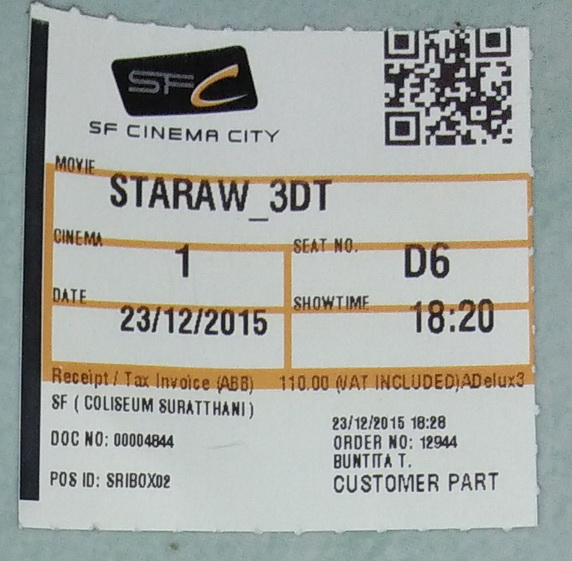 SFC
SF CINEMA CITY
MOVIE
STARAW_3DT
CINEMA
1
SEAT NO.
D6
DATE
23/12/2015
SHOWTIME
18:20
Receipt / Tax Invoice (ABB) 110.00 (VAT INCLUDED)ADelux3
SF ( COLISEUM SURATTHANI )
DOC NO: 00004844
POS ID: SRIBOX02
23/12/2015 18:28
ORDER NO: 12944
BUNTITA T.
CUSTOMER PART